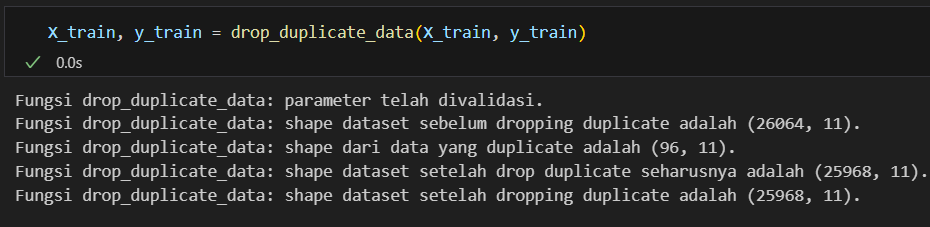 X_train, y_train = drop_duplicate_data(X_train, y_train)
0.0s
Fungsi drop_duplicate_data: parameter telah divalidasi.
Fungsi drop_duplicate_data: shape dataset sebelum dropping duplicate adalah (26064, 11).
Fungsi drop_duplicate_data: shape dari data yang duplicate adalah (96, 11).
Fungsi drop_duplicate_data: shape dataset setelah drop duplicate seharusnya adalah (25968, 11).
Fungsi drop_duplicate_data: shape dataset setelah dropping duplicate adalah (25968, 11).